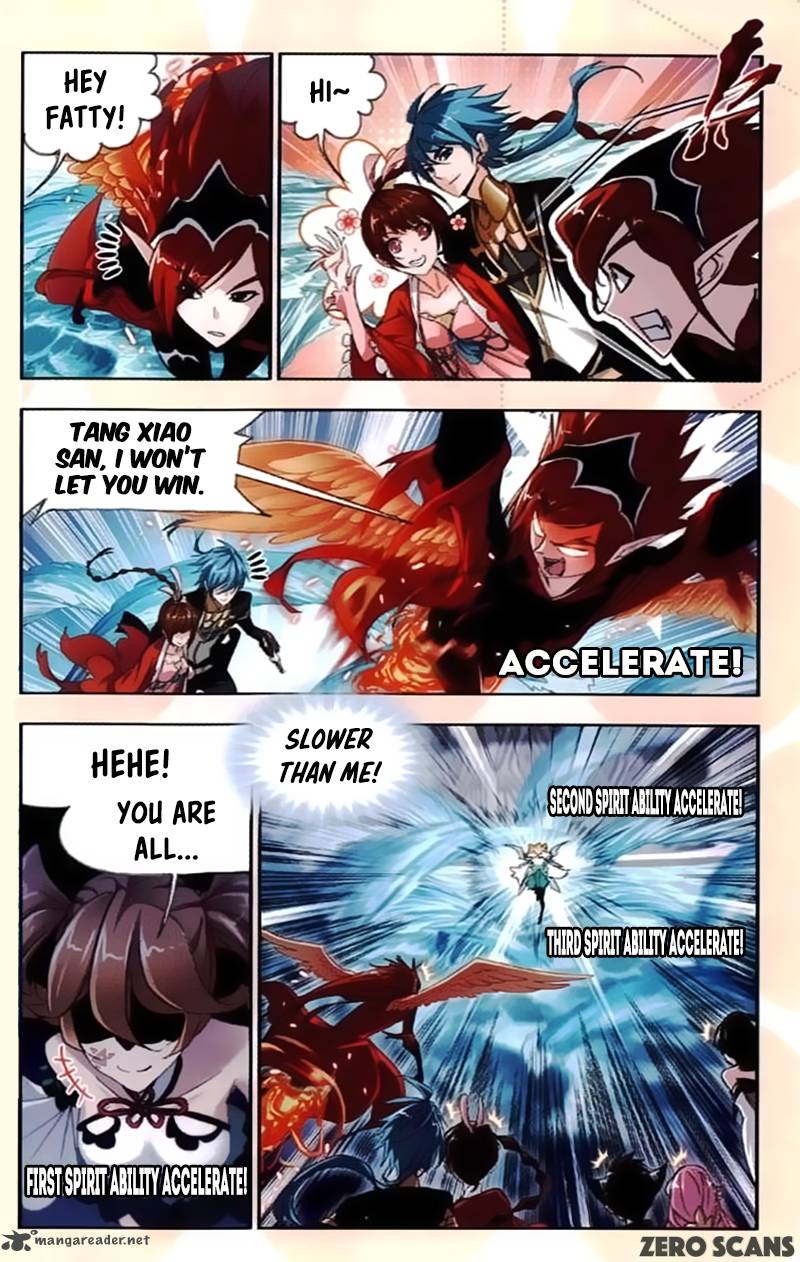 HEY
FATTY!
HI~
TANG XIAO
SAN, I WON'T
LET YOU WIN.
ACCELERATE!
HEHE!
YOU ARE
ALL...
FIRST SPIRIT ABILITY ACCELERATE!
SLOWER
THAN ME!
SECOND SPIRIT ABILITY ACCELERATE!
THIRD SPIRIT ABILITY ACCELERATE!
mangareader.net
ZERO SCANS